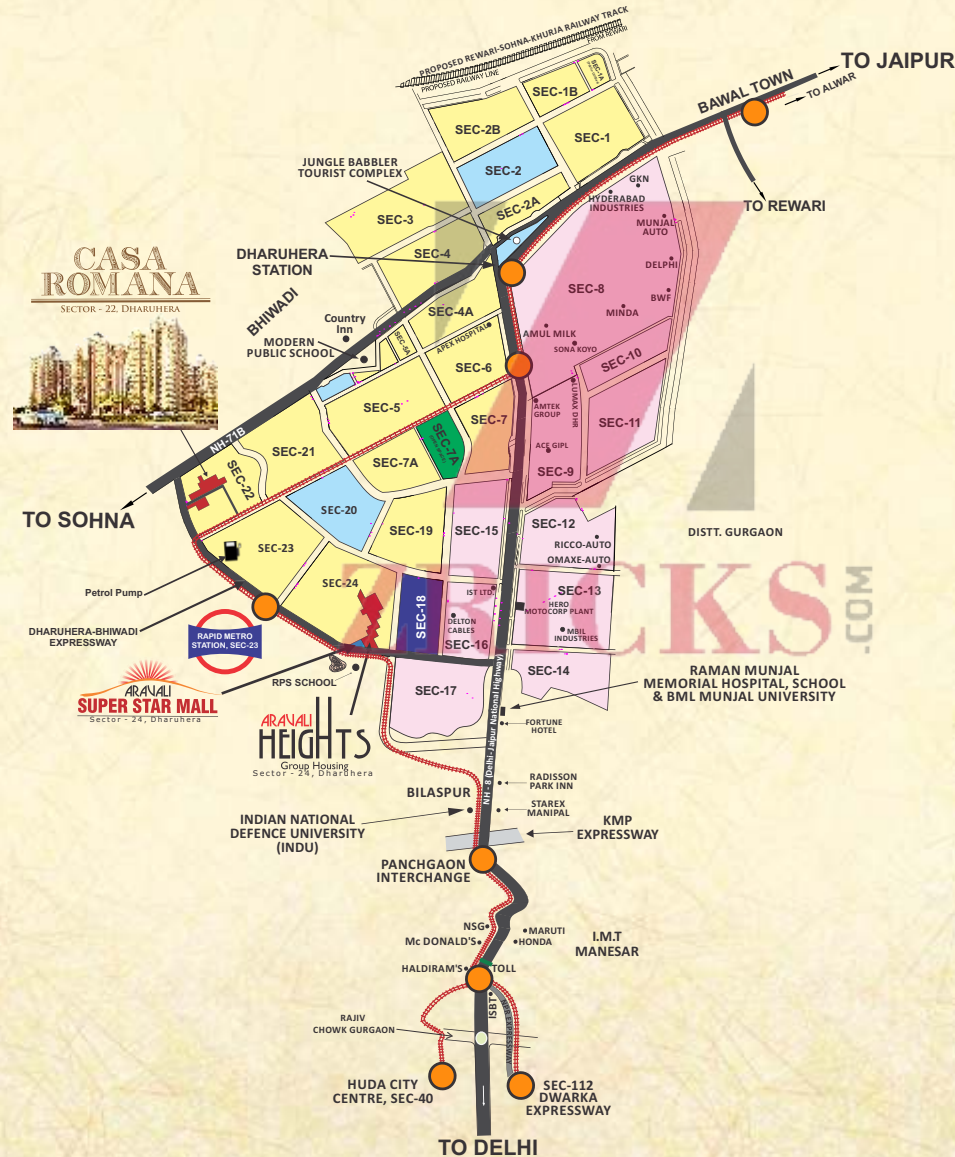 PROPOSED REWARI-SOHNA-KHURJA RAILWAY TRACK
FROM REWARI
PROPOSED RAILWAY LINE
TO JAIPUR
TO ALWAR
BAWAL TOWN
SEC-1A
SEC-1B
SEC-2B
SEC-1
SEC-2
JUNGLE BABBLER
TOURIST COMPLEX
GKN
HYDERABAD
INDUSTRIES
TO REWARI
SEC-2A
SEC-3
MUNJAL
AUTO
DHARUHERA
STATION
SEC-4
DELPHI
CASA
ROMANA
SECTOR - 22, DHARUHERA
SEC-8
BWF
MINDA
BHIWADI
SEC-4A
Country
Inn
MODERN
PUBLIC SCHOOL
SEC-5A
APEX HOSPITAL
AMUL MILK
SONA KOYO
SEC-10
SEC-6
SEC-5
SEC-7
AMTEK
GROUP
LUMAX DHR
SEC-11
NH-71B
SEC-7A
ACE GIPL
SEC-21
SEC-7A
SEC-9
SEC-22
TO SOHNA
SEC-20
SEC-19
SEC-15
SEC-12
RICCO-AUTO
OMAXE-AUTO
DISTT. GURGAON
SEC-23
7BRICKS
.COM
Petrol Pump
SEC-24
SEC-18
IST LTD.
SEC-13
HERO
MOTOCORP PLANT
DELTON
CABLES
MBIL
INDUSTRIES
DHARUHERA-BHIWADI
EXPRESSWAY
RAPID METRO
STATION, SEC-23
SEC-16
SEC-14
RPS SCHOOL
SEC-17
RAMAN MUNJAL
MEMORIAL HOSPITAL, SCHOOL
& BML MUNJAL UNIVERSITY
ARAVALI
SUPER STAR MALL
Sector - 24, Dharuhera
ARAVALI
HEIGHTS
Group Housing
Sector - 24, Dharuhera
FORTUNE
HOTEL
NH - 8 (Delhi-Jaipur National Highway)
RADISSON
PARK INN
BILASPUR
STAREX
MANIPAL
INDIAN NATIONAL
DEFENCE UNIVERSITY
(INDU)
KMP
EXPRESSWAY
PANCHGAON
INTERCHANGE
NSG
Mc DONALD'S
MARUTI
HONDA
I.M.T
MANESAR
HALDIRAM'S
TOLL
ISBT
NPR EXPRESSWAY
RAJIV
CHOWK GURGAON
HUDA CITY
CENTRE, SEC-40
SEC-112
DWARKA
EXPRESSWAY
TO DELHI